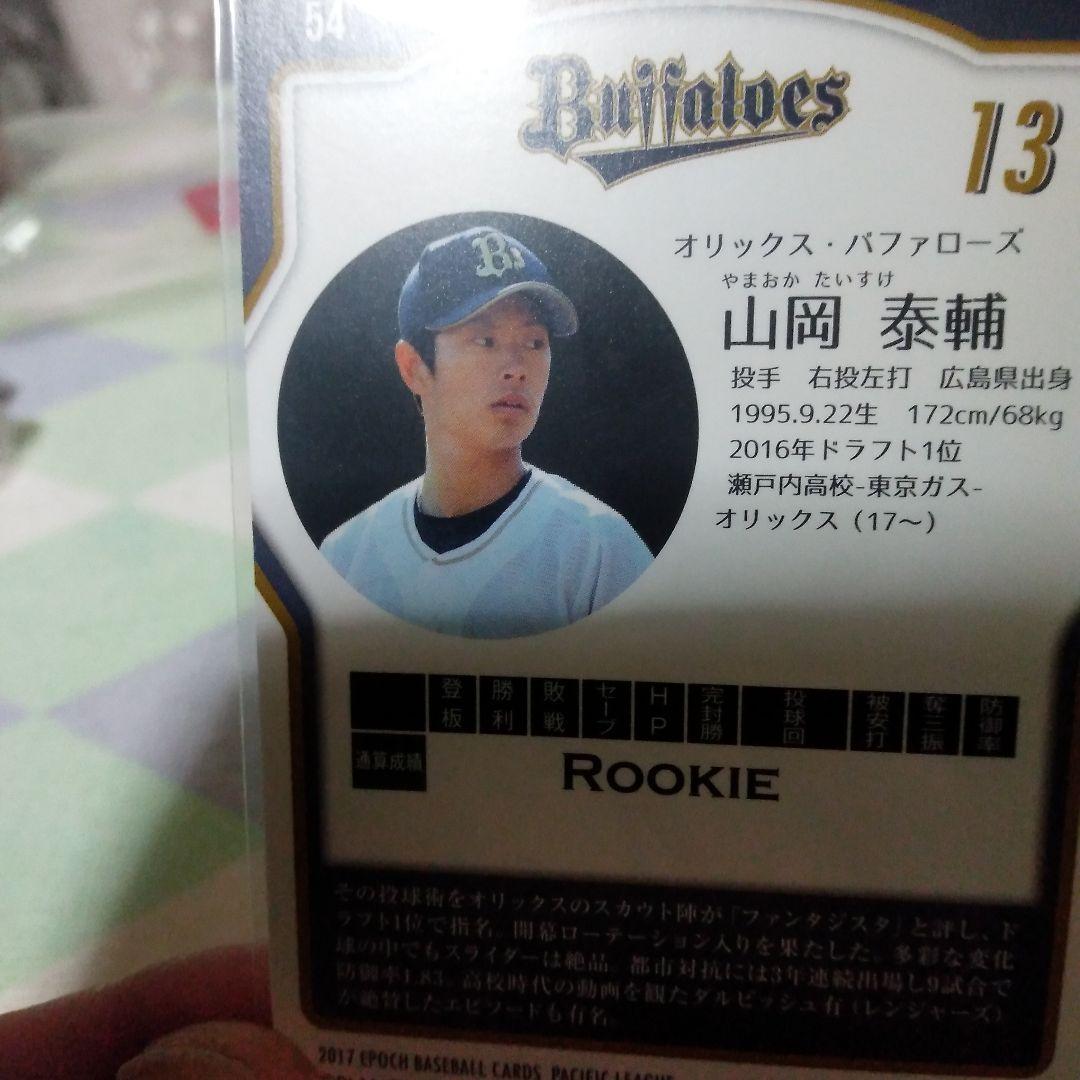 54
Buffaloes
13
オリックス・バファローズ
やまおか たいすけ
山岡 泰輔
投手 右投左打 広島県出身
1995.9.22生 172cm/68kg
2016年ドラフト1位
瀬戸内高校-東京ガス-
オリックス（17〜）
登板 勝利 敗戦 セーブ HP 完封勝 投球回 被安打 奪三振 防御率
通算成績
ROOKIE
その投球術をオリックスのスカウト陣が「ファンタジスタ」と評し、ド
ラフト1位で指名。開幕ローテーション入りを果たした。多彩な変化
球の中でもスライダーは絶品。都市対抗には3年連続出場し9試合で
防御率1.83。高校時代の動画を観たダルビッシュ有（レンジャーズ）
が絶賛したエピソードも有名。
2017 EPOCH BASEBALL CARDS PACIFIC LEAGUE